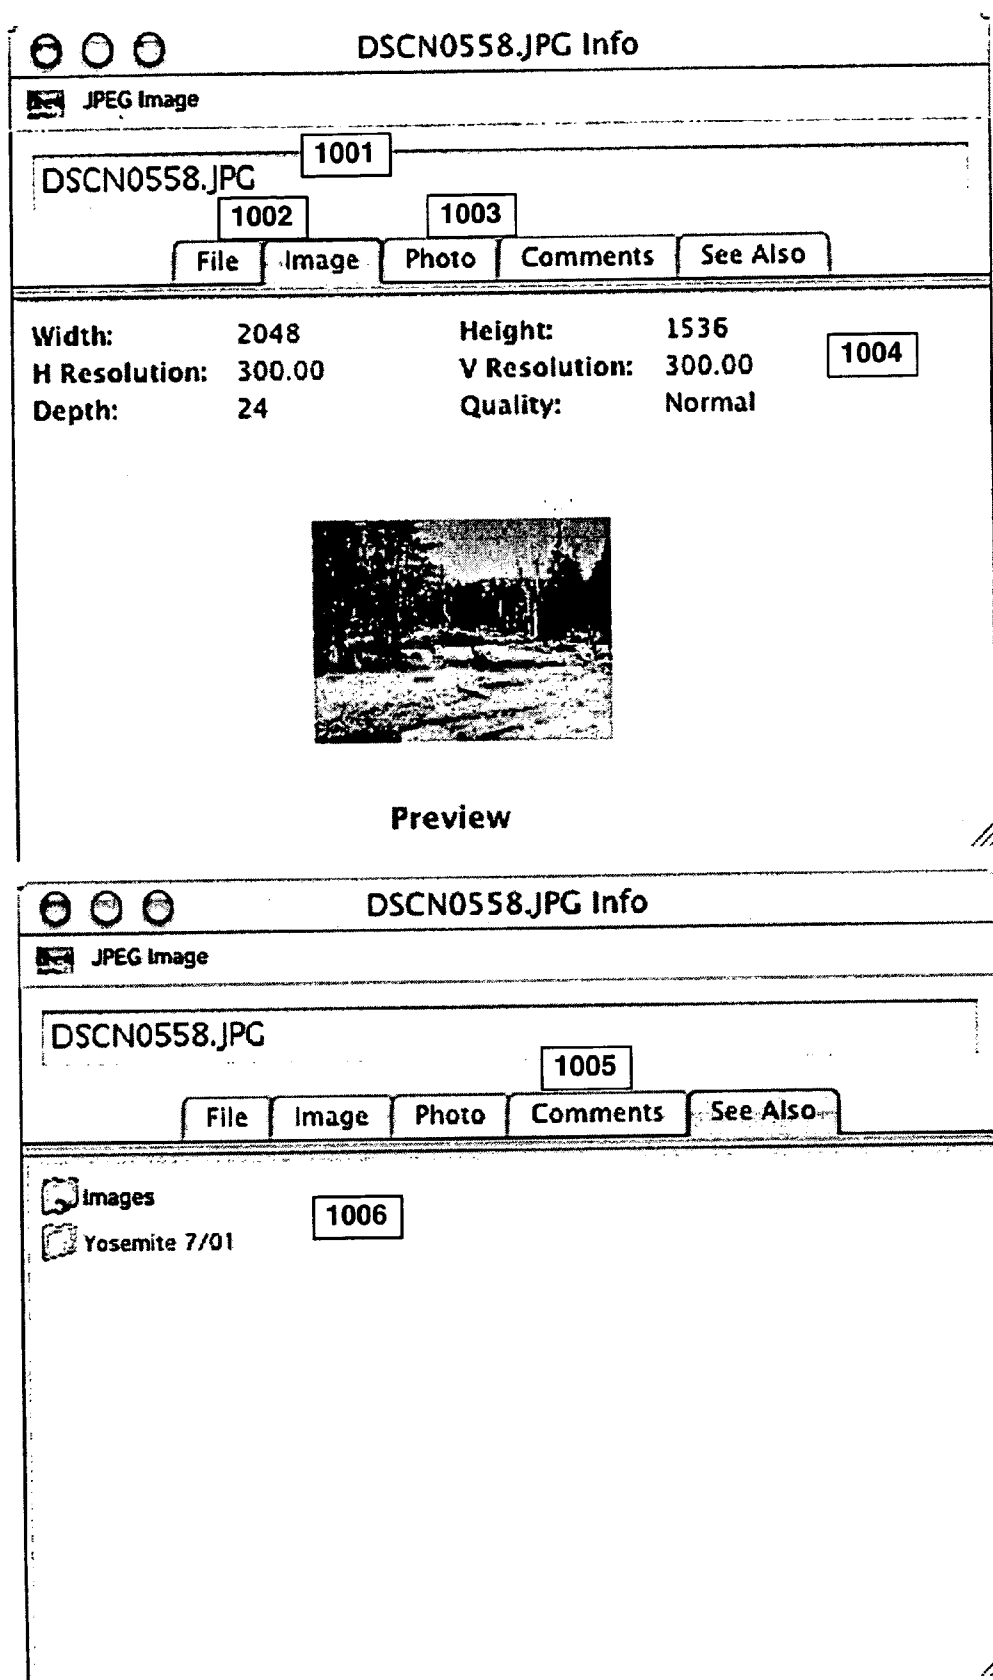 DSCN0558.JPG Info
JPEG Image
1001
DSCN0558.JPG
1002 1003
File Image Photo Comments See Also
Width: 2048 Height: 1536
1004
H Resolution: 300.00 V Resolution: 300.00
Depth: 24 Quality: Normal
Preview
DSCN0558.JPG Info
JPEG Image
DSCN0558.JPG
1005
File Image Photo Comments See Also
Images
1006
Yosemite 7/01